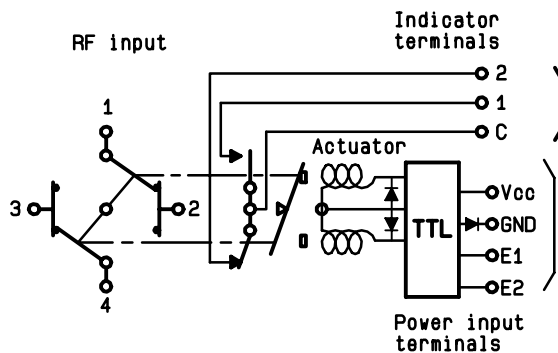 RF input
Indicator
terminals
2
1
C
Actuator
1
3
2
4
TTL
Vcc
GND
E1
E2
Power input
terminals